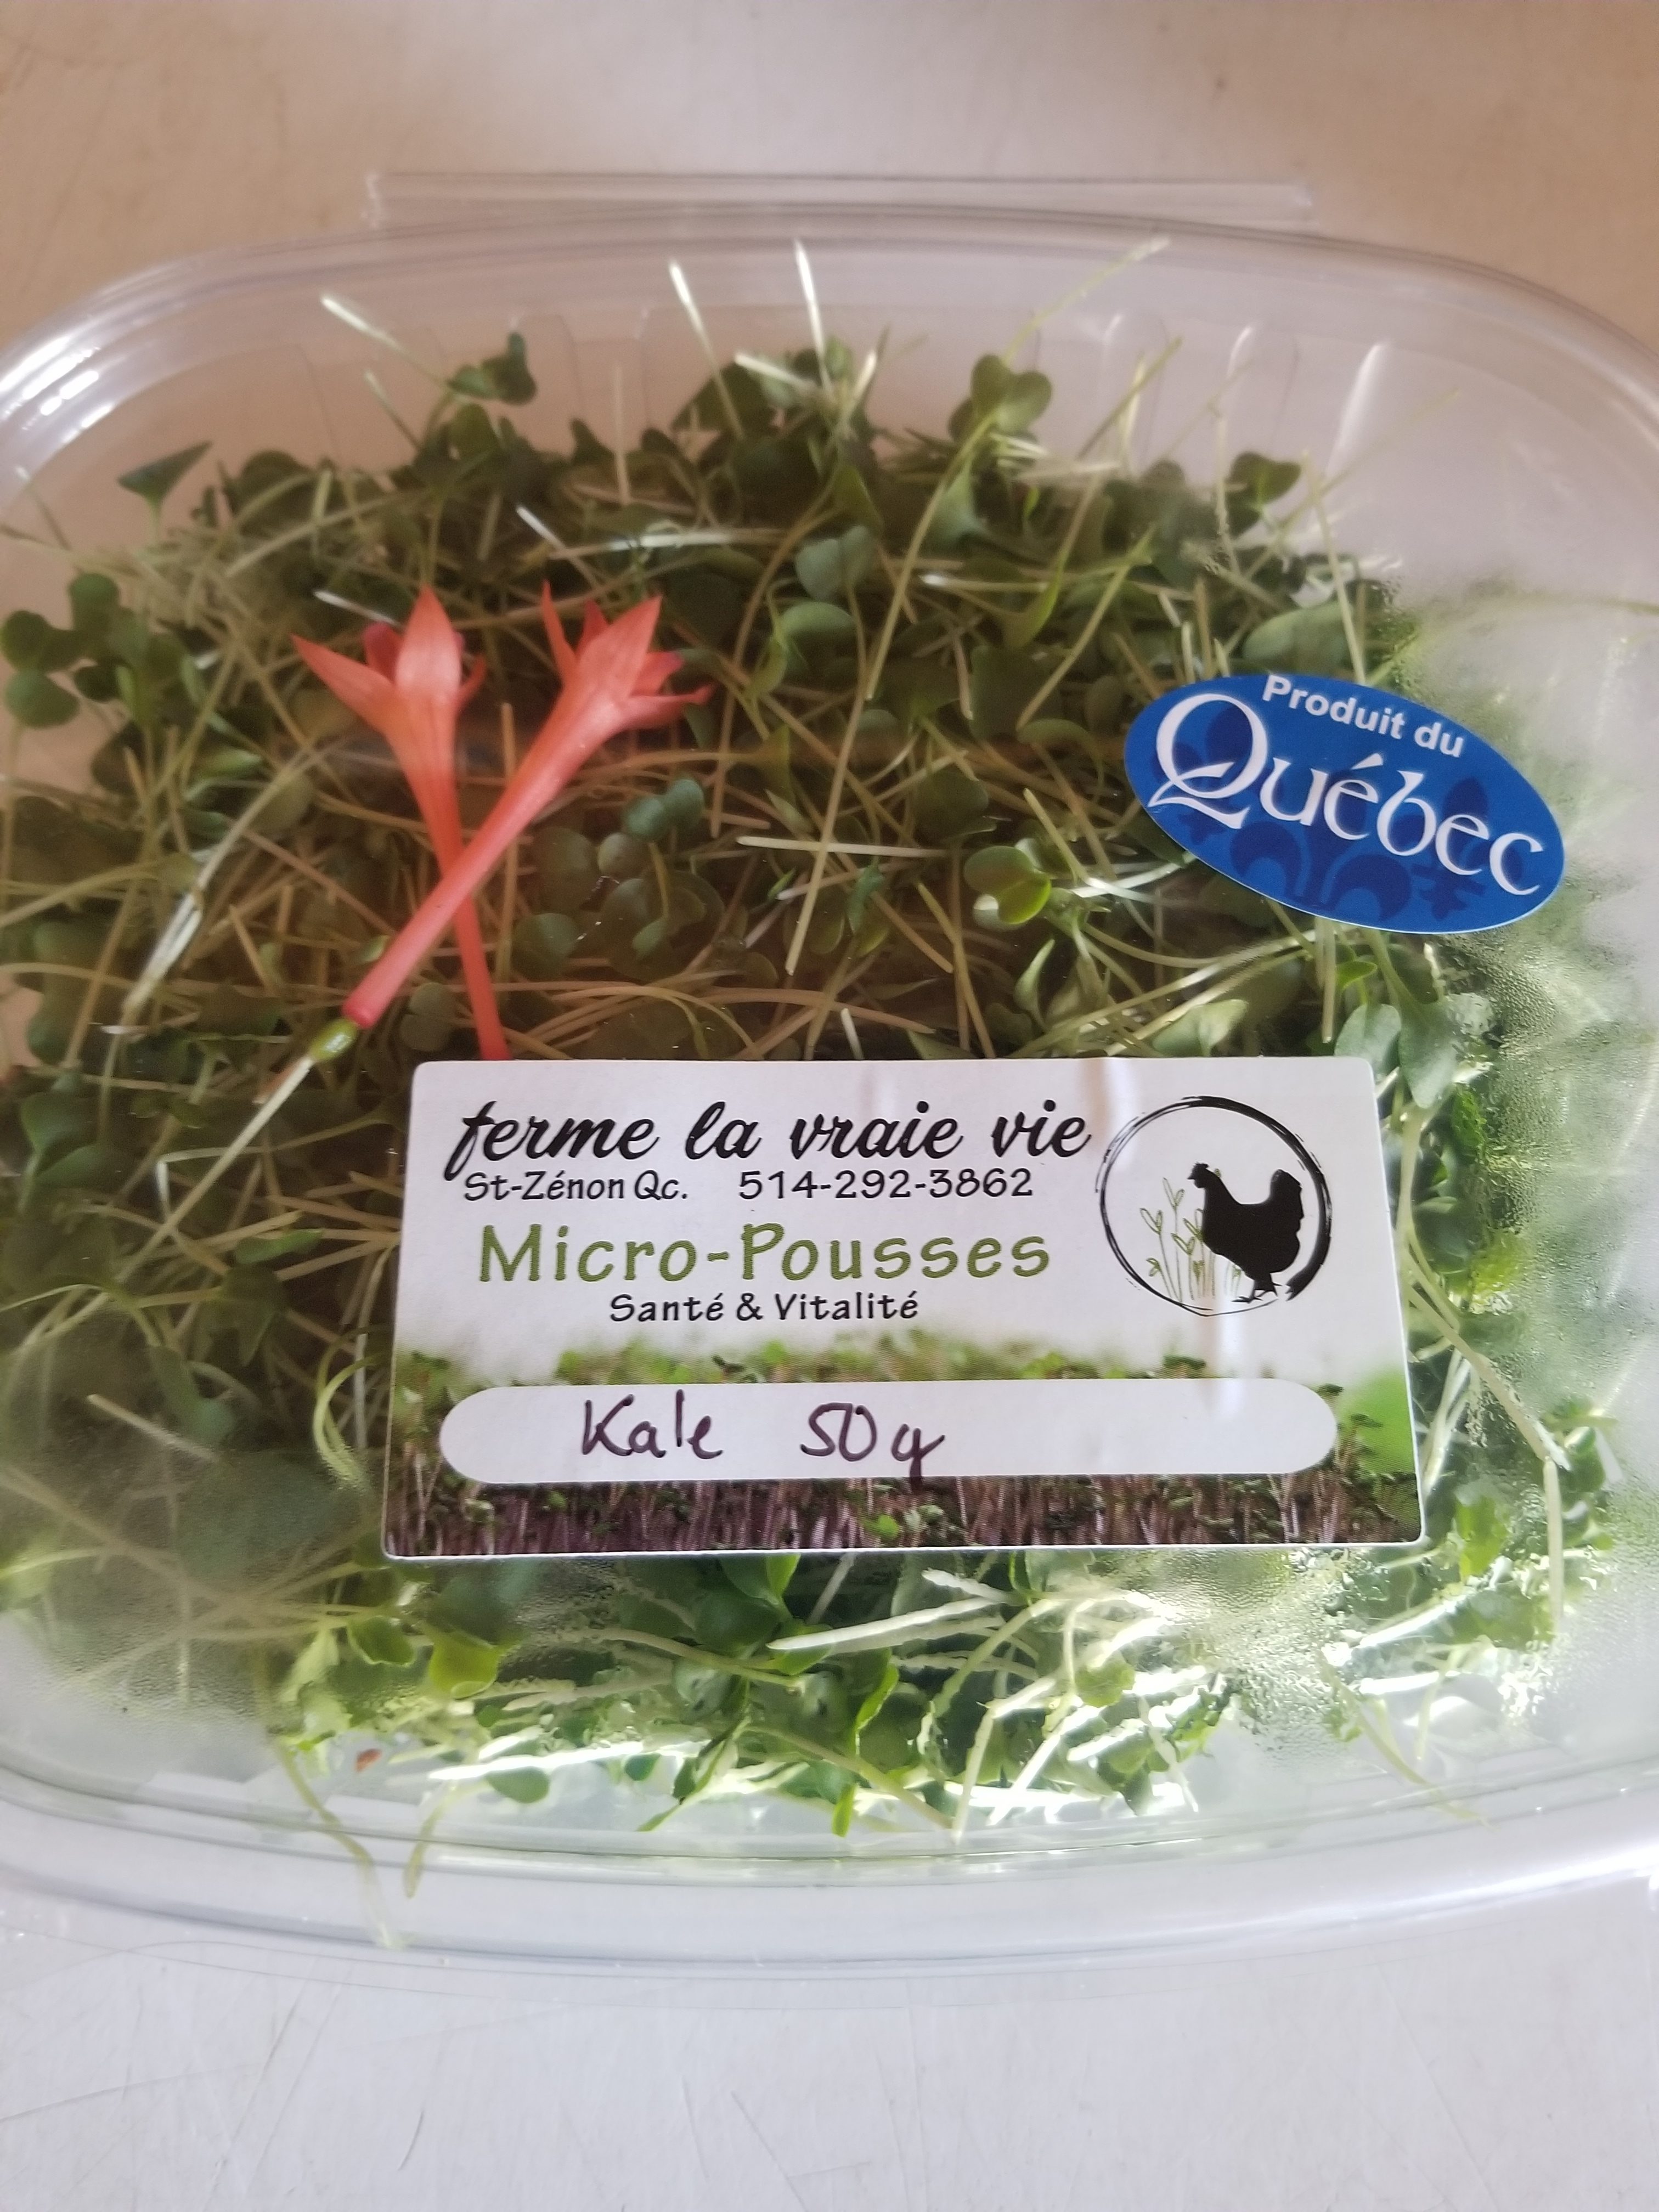 Produit du
Québec
ferme la vraie vie
St-Zénon Qc. 514-292-3862
Micro-Pousses
Santé & Vitalité
Kale 50g